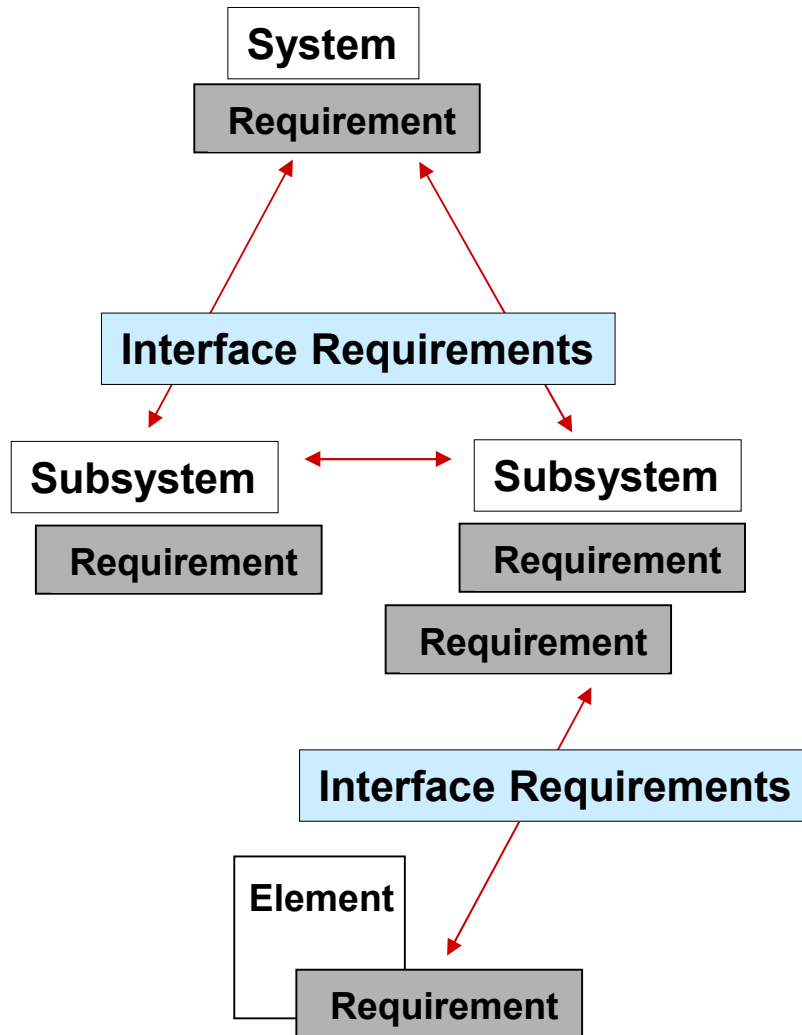 System
Requirement
Interface Requirements
Subsystem
Subsystem
Requirement
Requirement
Requirement
Interface Requirements
Element
Requirement